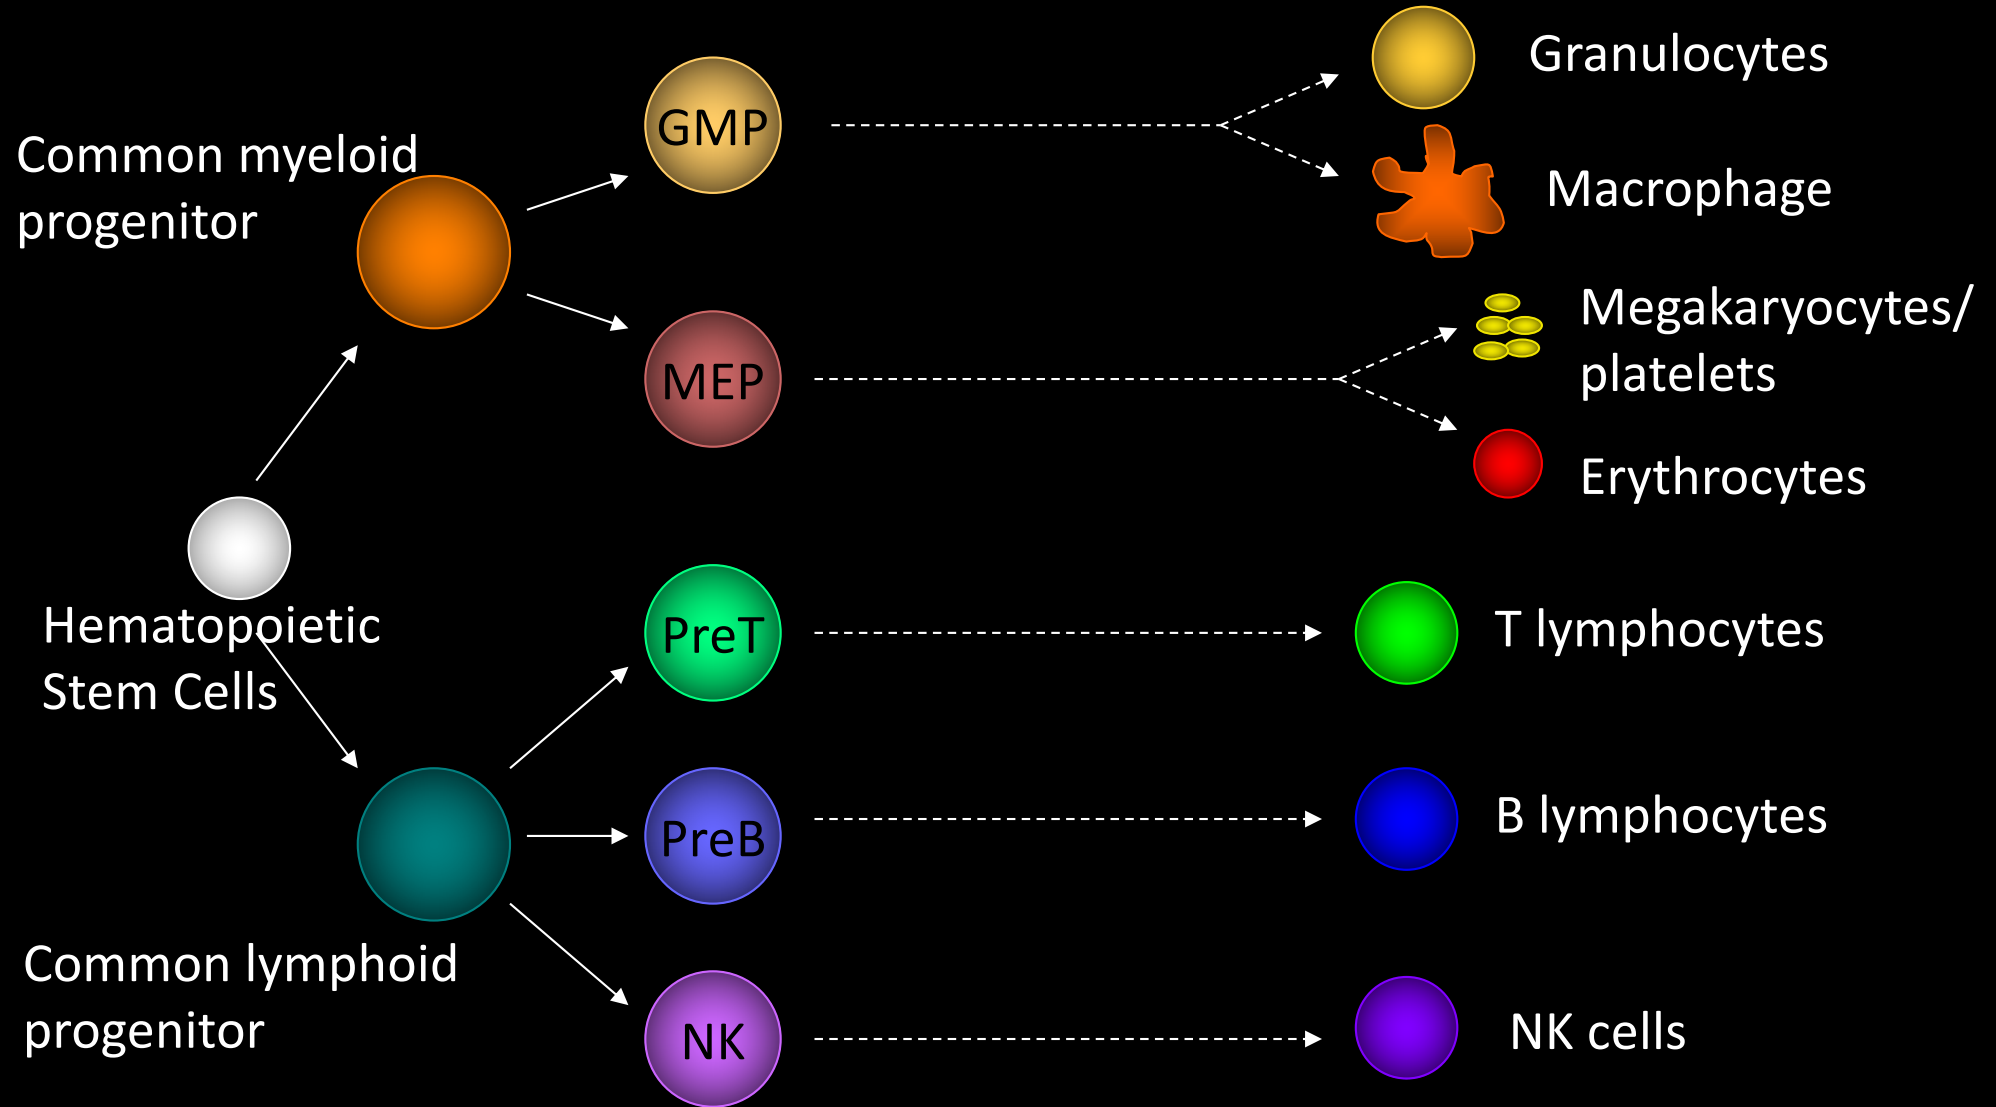 Common myeloid
progenitor
Hematopoietic
Stem Cells
Common lymphoid
progenitor
GMP
MEP
PreT
PreB
NK
Granulocytes
Macrophage
Megakaryocytes/
platelets
Erythrocytes
T lymphocytes
B lymphocytes
NK cells